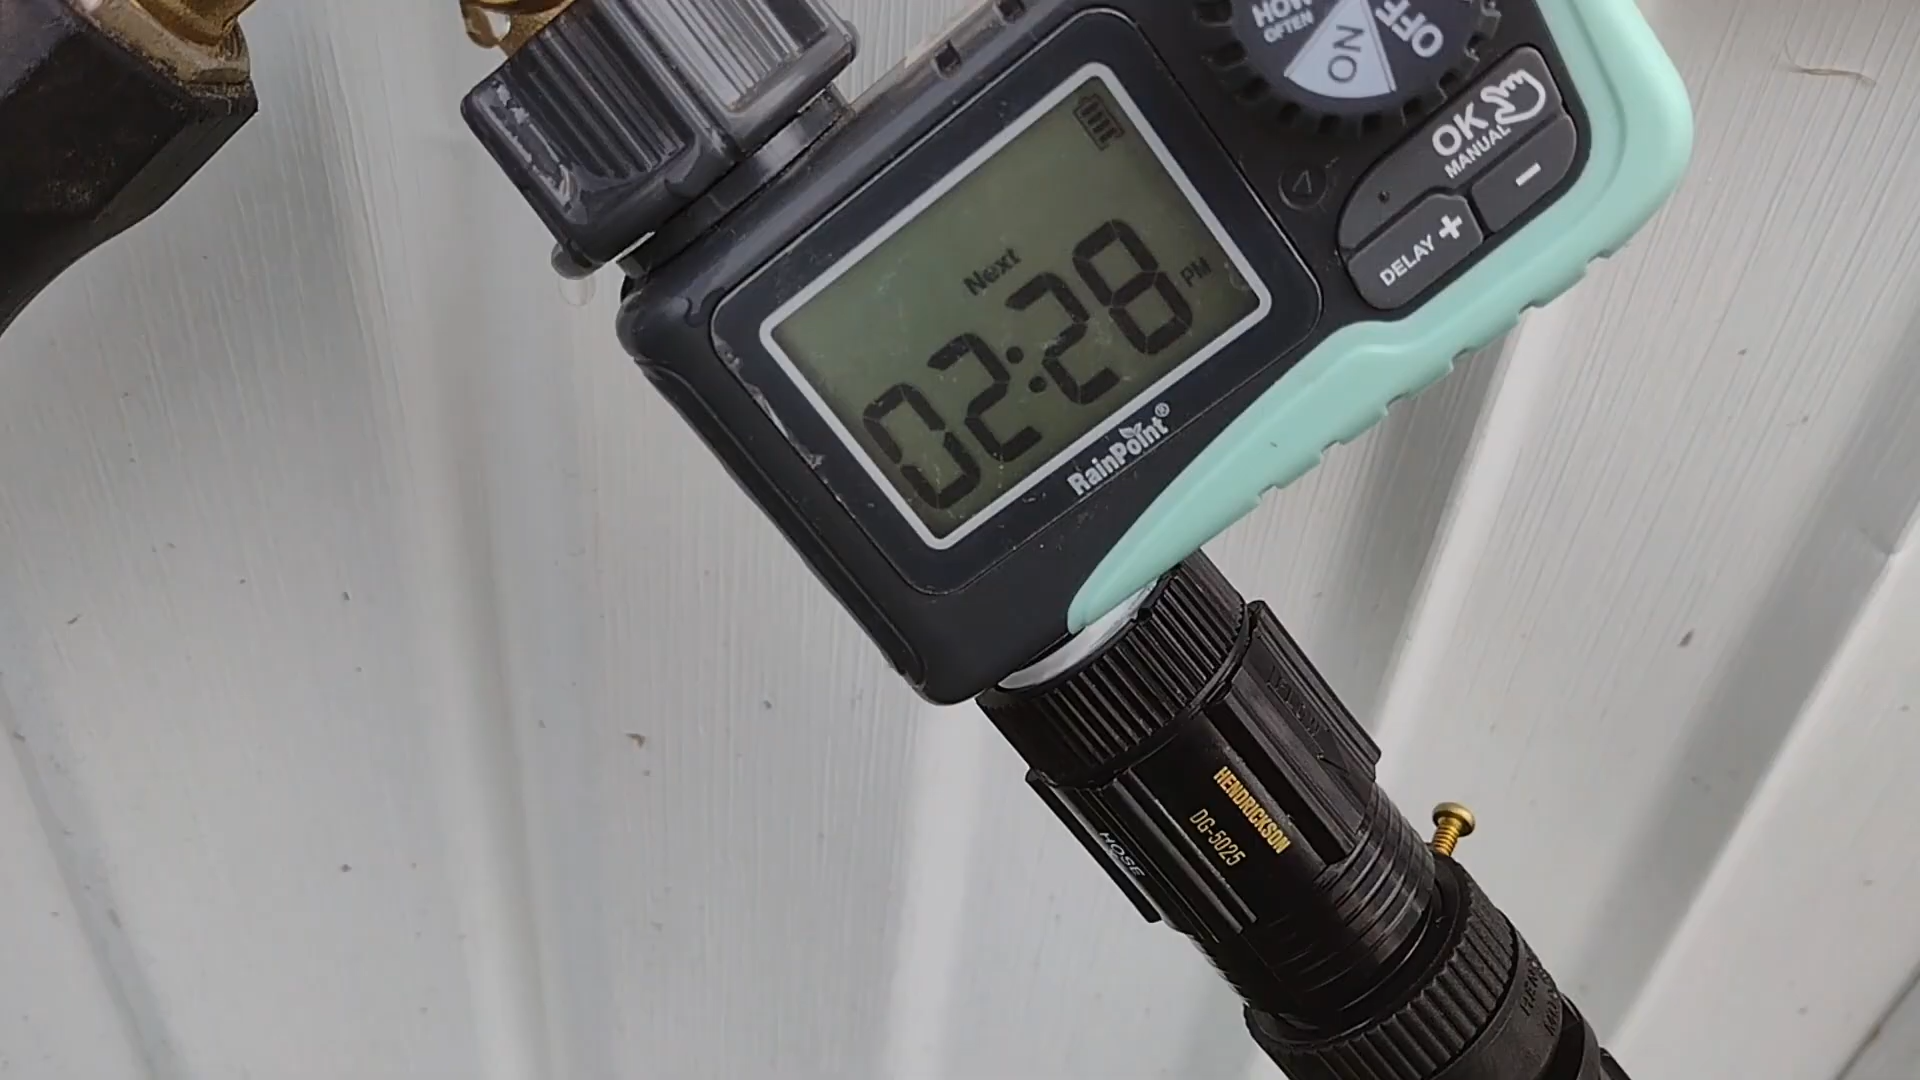 HOW
OFTEN
ON
OFF
OK
MANUAL
DELAY +
-
Next
02:28 PM
RainPoint®
HENDRICKSON
DG-5025
HOSE